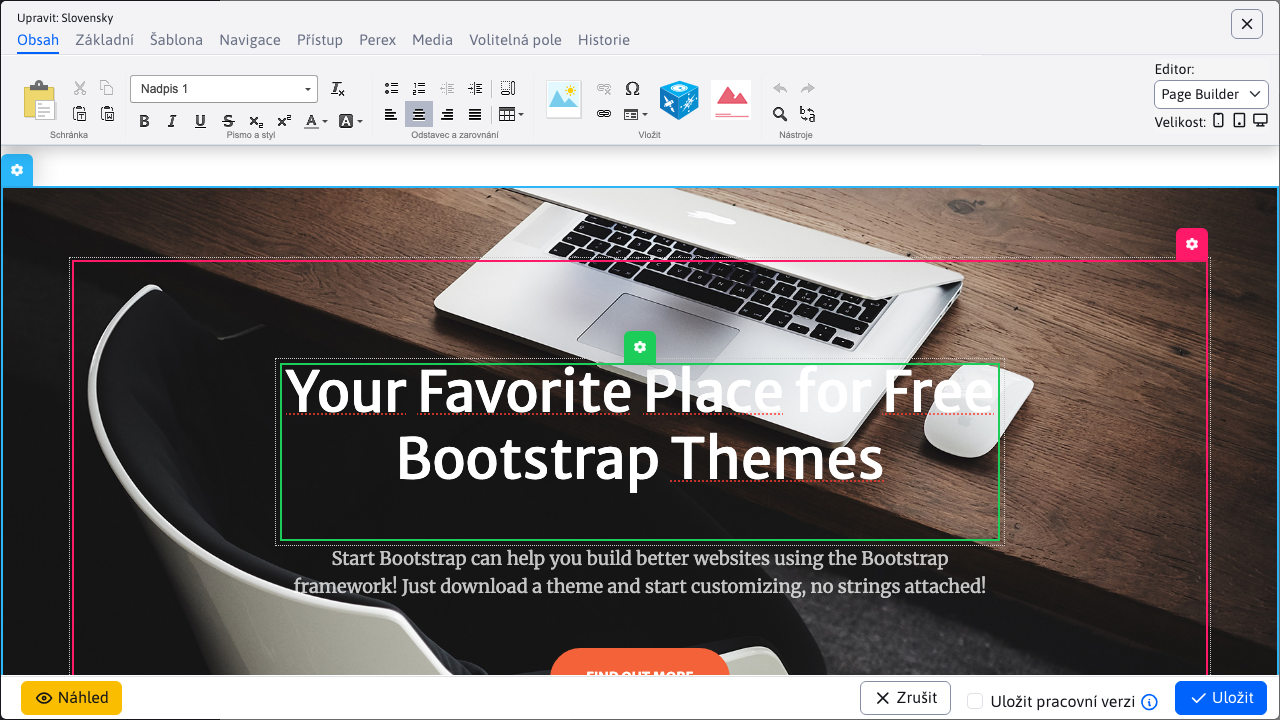 Upravit: Slovensky
Obsah Základní Šablona Navigace Přístup Perex Media Volitelná pole Historie
Editor:
Nadpis 1
Page Builder
Velikost:
Schránka Písmo a styl Odstavec a zarovnání Vložit Nástroje
Your Favorite Place for Free
Bootstrap Themes
Start Bootstrap can help you build better websites using the Bootstrap
framework! Just download a theme and start customizing, no strings attached!
FIND OUT MORE
Náhled Zrušit Uložit pracovní verzi Uložit